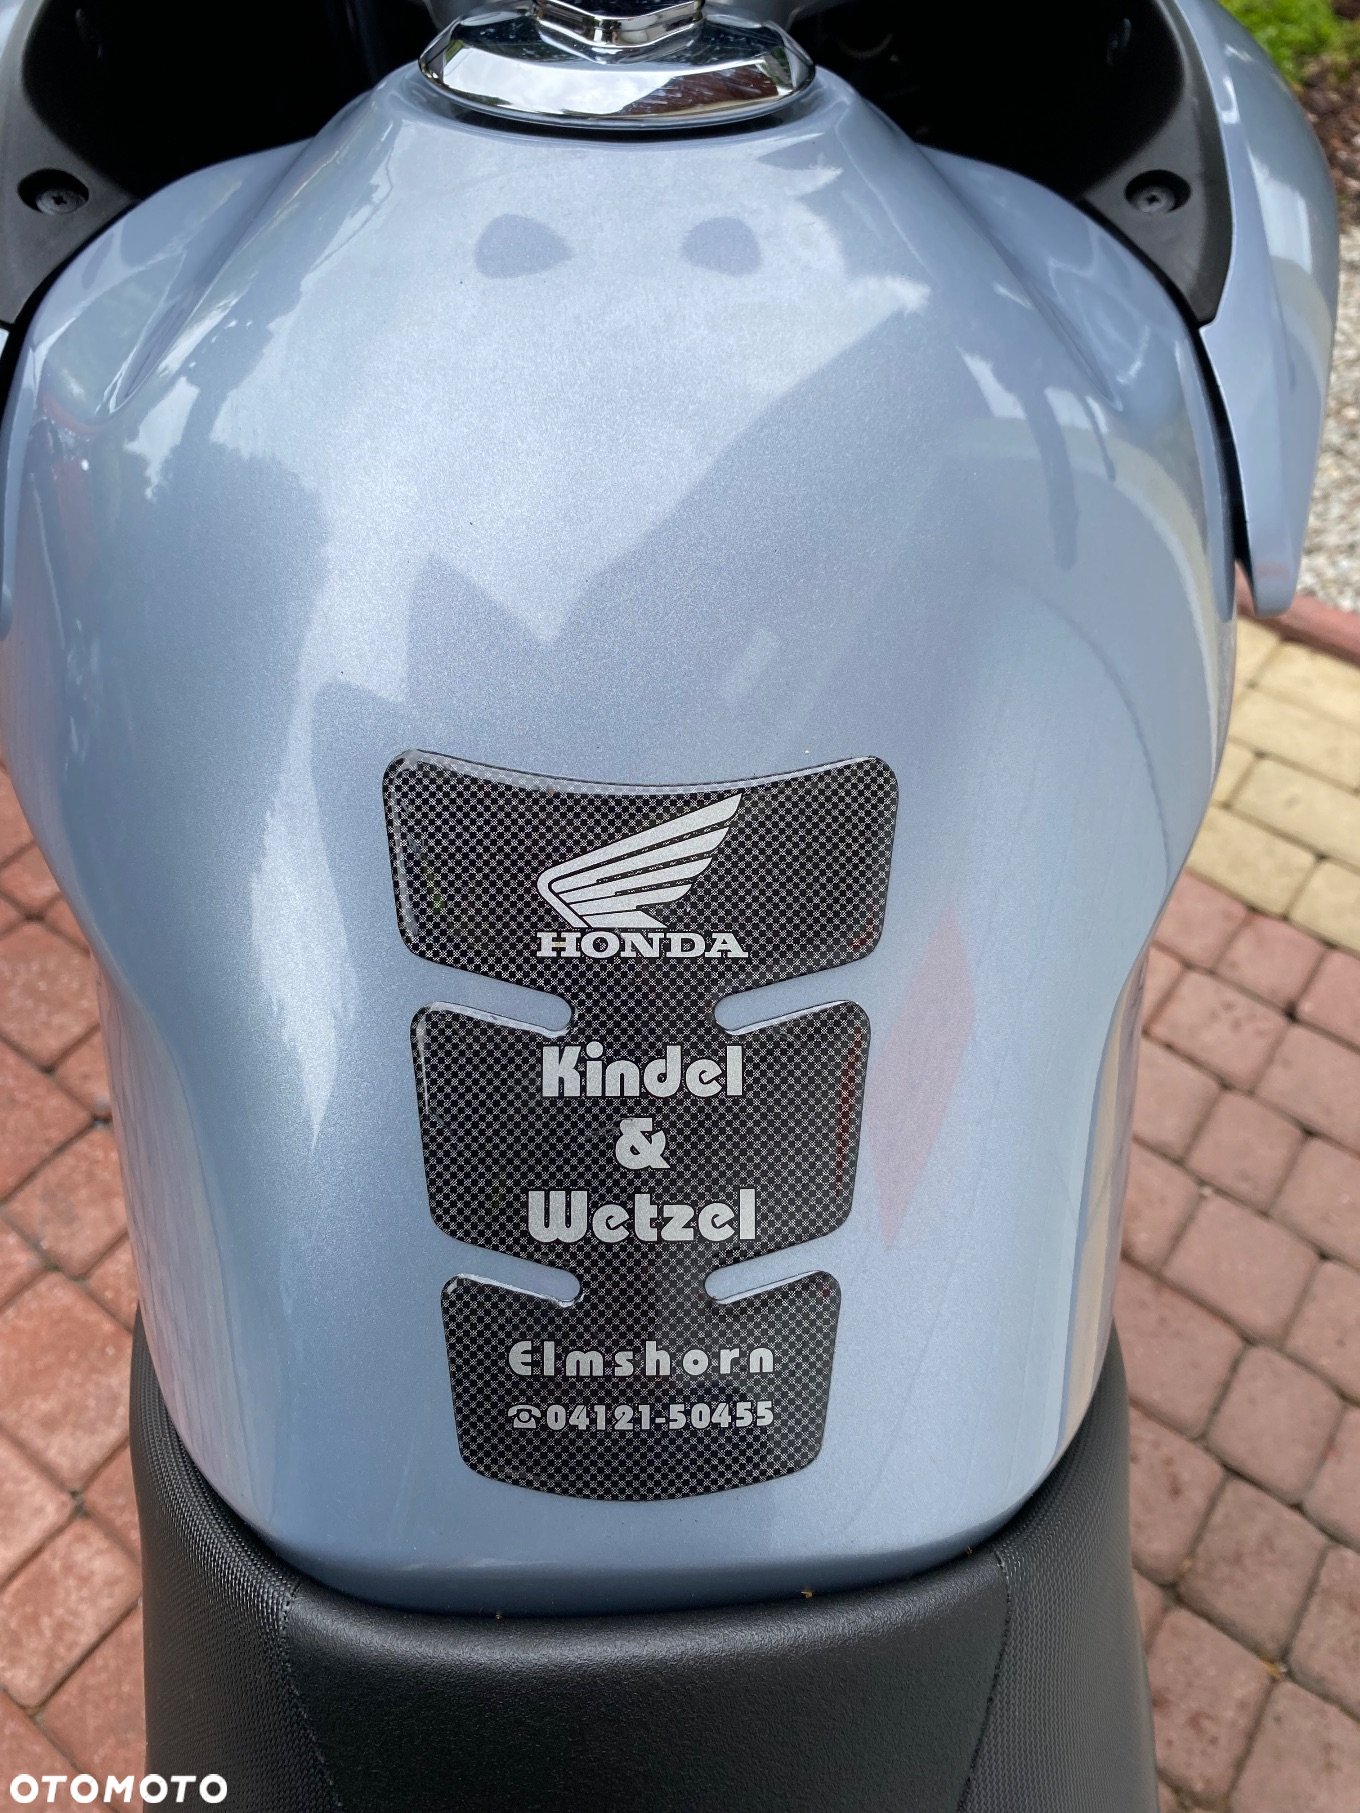 HONDA
Kindel
&
Wetzel
Elmshorn
☎04121-50455
OTOMOTO